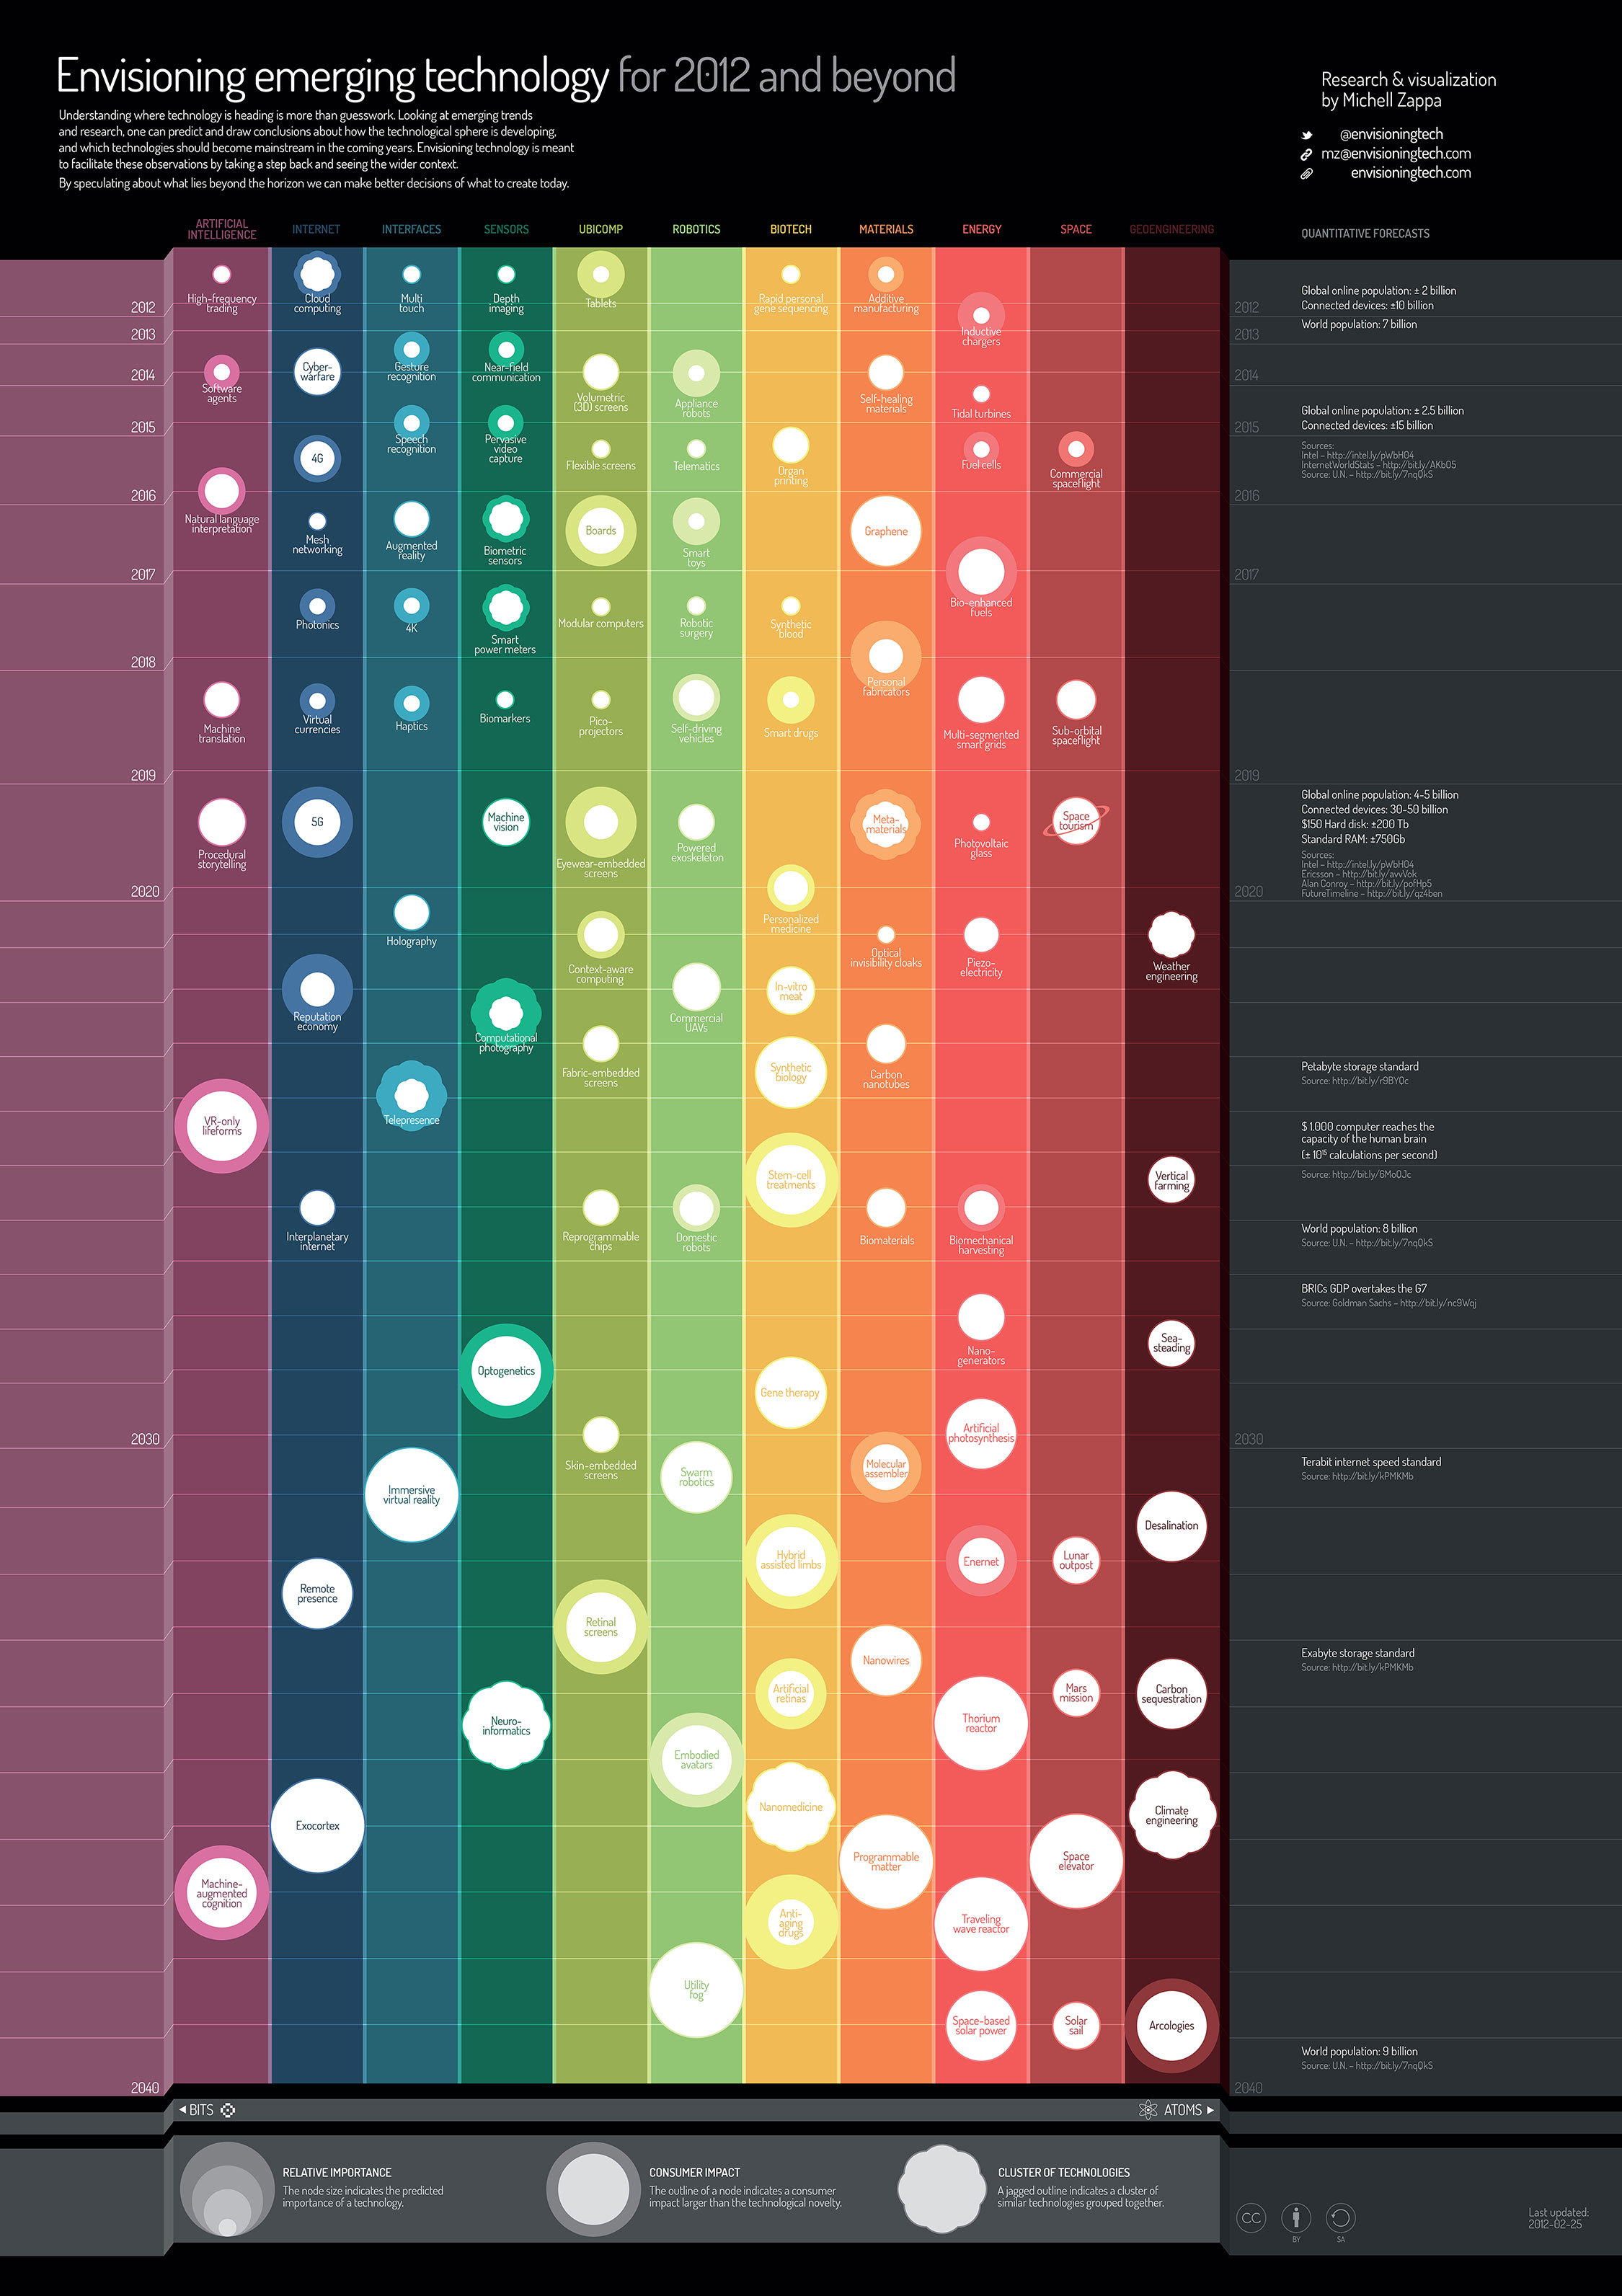 Envisioning emerging technology for 2012 and beyond
Understanding where technology is heading is more than guesswork. Looking at emerging trends
and research, one can predict and draw conclusions about how the technological sphere is developing,
and which technologies should become mainstream in the coming years. Envisioning technology is meant
to facilitate these observations by taking a step back and seeing the wider context.
By speculating about what lies beyond the horizon we can make better decisions of what to create today.
Research & visualization
by Michell Zappa
@envisioningtech
mz@envisioningtech.com
envisioningtech.com
ARTIFICIAL
INTELLIGENCE
INTERNET
INTERFACES
SENSORS
UBICOMP
ROBOTICS
BIOTECH
MATERIALS
ENERGY
SPACE
GEOENGINEERING
QUANTITATIVE FORECASTS
2012
2013
2014
2015
2016
2017
2018
2019
2020
2030
2040
High-frequency
trading
Software
agents
Natural language
interpretation
Machine
translation
Procedural
storytelling
VR-only
lifeforms
Machine-
augmented
cognition
Cloud
computing
Cyber-
warfare
4G
Mesh
networking
Photonics
Virtual
currencies
5G
Reputation
economy
Interplanetary
internet
Remote
presence
Exocortex
Multi
touch
Gesture
recognition
Speech
recognition
Augmented
reality
4K
Haptics
Holography
Telepresence
Immersive
virtual reality
Depth
imaging
Near-field
communication
Pervasive
video
capture
Biometric
sensors
Smart
power meters
Biomarkers
Machine
vision
Computational
photography
Optogenetics
Neuro-
informatics
Tablets
Volumetric
(3D) screens
Flexible screens
Boards
Modular computers
Pico-
projectors
Eyewear-embedded
screens
Context-aware
computing
Fabric-embedded
screens
Reprogrammable
chips
Skin-embedded
screens
Retinal
screens
Appliance
robots
Telematics
Smart
toys
Robotic
surgery
Self-driving
vehicles
Powered
exoskeleton
Commercial
UAVs
Domestic
robots
Swarm
robotics
Embodied
avatars
Utility
fog
Rapid personal
gene sequencing
Organ
printing
Synthetic
blood
Smart drugs
Personalized
medicine
In-vitro
meat
Synthetic
biology
Stem-cell
treatments
Gene therapy
Hybrid
assisted limbs
Artificial
retinas
Nanomedicine
Anti-
aging
drugs
Additive
manufacturing
Self-healing
materials
Graphene
Personal
fabricators
Meta-
materials
Optical
invisibility cloaks
Carbon
nanotubes
Biomaterials
Molecular
assembler
Nanowires
Programmable
matter
Inductive
chargers
Tidal turbines
Fuel cells
Bio-enhanced
fuels
Multi-segmented
smart grids
Photovoltaic
glass
Piezo-
electricity
Biomechanical
harvesting
Nano-
generators
Artificial
photosynthesis
Enernet
Thorium
reactor
Traveling
wave reactor
Space-based
solar power
Commercial
spaceflight
Sub-orbital
spaceflight
Space
tourism
Lunar
outpost
Mars
mission
Space
elevator
Solar
sail
Weather
engineering
Vertical
farming
Sea-
steading
Desalination
Carbon
sequestration
Climate
engineering
Arcologies
2012
2013
2014
2015
2016
2017
2019
2020
2030
2040
Global online population: ± 2 billion
Connected devices: ±10 billion
World population: 7 billion
Global online population: ± 2.5 billion
Connected devices: ±15 billion
Sources:
Intel – http://intel.ly/pWbH04
InternetWorldStats – http://bit.ly/AKbO5
Source: U.N. – http://bit.ly/7nq0kS
Global online population: 4-5 billion
Connected devices: 30-50 billion
$150 Hard disk: ±200 Tb
Standard RAM: ±750Gb
Sources:
Intel – http://intel.ly/pWbH04
Ericsson – http://bit.ly/avvVok
Alan Conroy – http://bit.ly/pofHp5
FutureTimeline – http://bit.ly/qz4ben
Petabyte storage standard
Source: http://bit.ly/r9BYQc
$ 1.000 computer reaches the
capacity of the human brain
(± 10¹⁵ calculations per second)
Source: http://bit.ly/6Mo0Jc
World population: 8 billion
Source: U.N. – http://bit.ly/7nq0kS
BRICs GDP overtakes the G7
Source: Goldman Sachs – http://bit.ly/nc9Wqj
Terabit internet speed standard
Source: http://bit.ly/kPMKMb
Exabyte storage standard
Source: http://bit.ly/kPMKMb
World population: 9 billion
Source: U.N. – http://bit.ly/7nq0kS
BITS
ATOMS
RELATIVE IMPORTANCE
The node size indicates the predicted
importance of a technology.
CONSUMER IMPACT
The outline of a node indicates a consumer
impact larger than the technological novelty.
CLUSTER OF TECHNOLOGIES
A jagged outline indicates a cluster of
similar technologies grouped together.
CC
BY
SA
Last updated:
2012-02-25